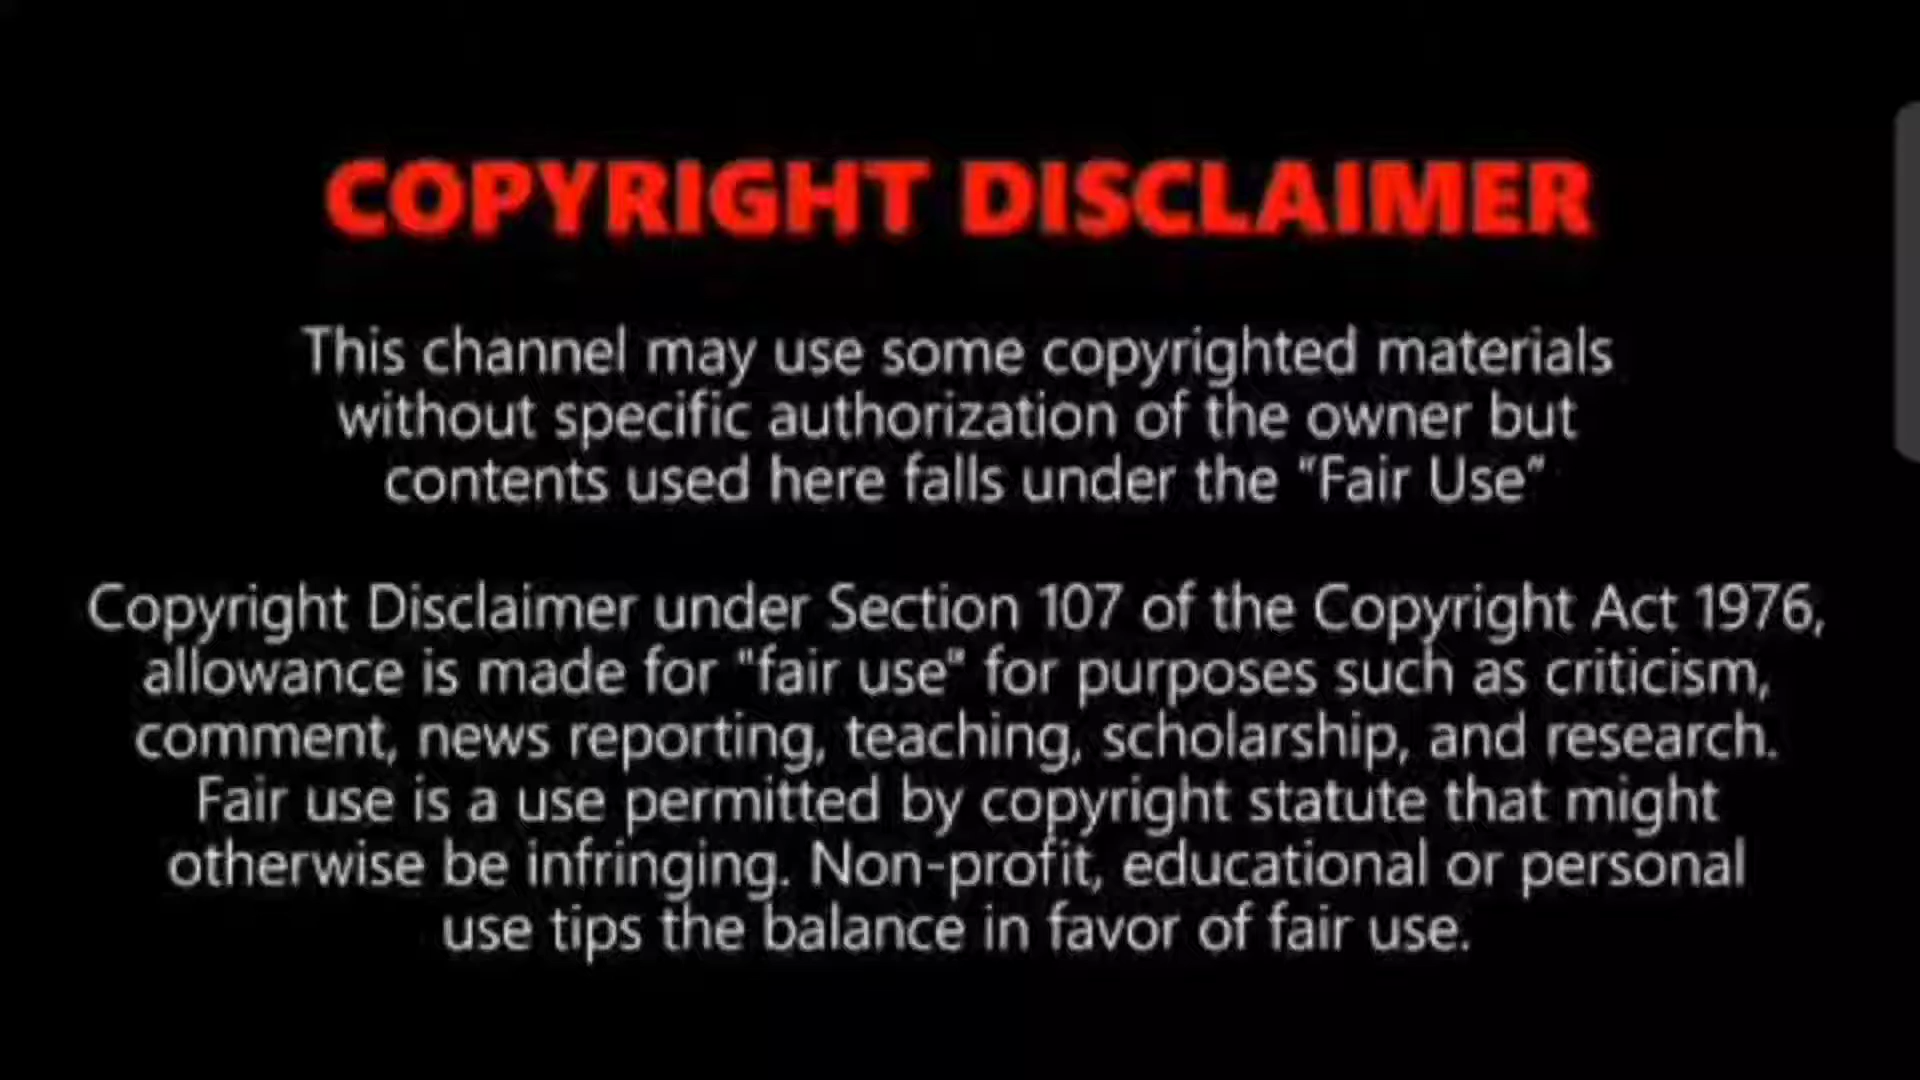 COPYRIGHT DISCLAIMER
This channel may use some copyrighted materials
without specific authorization of the owner but
contents used here falls under the "Fair Use"
Copyright Disclaimer under Section 107 of the Copyright Act 1976,
allowance is made for "fair use" for purposes such as criticism,
comment, news reporting, teaching, scholarship, and research.
Fair use is a use permitted by copyright statute that might
otherwise be infringing. Non-profit, educational or personal
use tips the balance in favor of fair use.